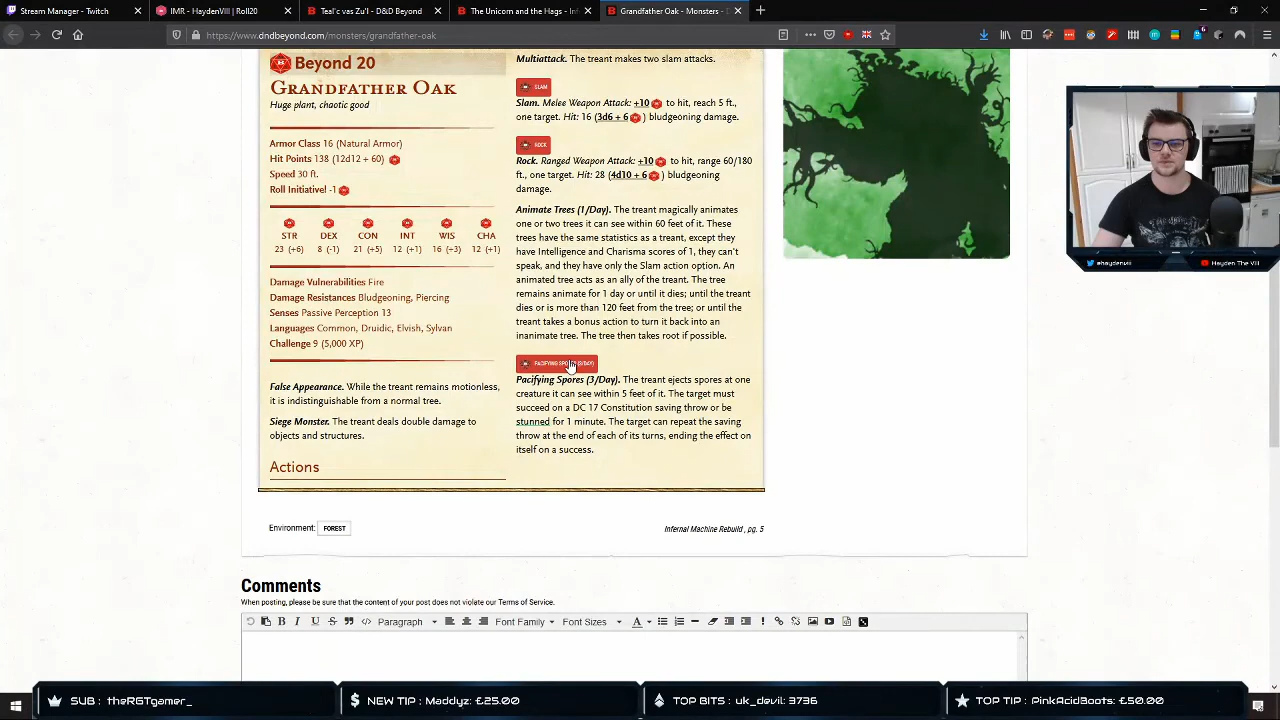 Stream Manager - Twitch
IMR - HaydenVill | Roll20
Teal'c vas Zu'l - D&D Beyond
The Unicorn and the Hags - Inf
Grandfather Oak - Monsters -
https://www.dndbeyond.com/monsters/grandfather-oak
Beyond 20
Grandfather Oak
Huge plant, chaotic good
Armor Class 16 (Natural Armor)
Hit Points 138 (12d12 + 60)
Speed 30 ft.
Roll Initiative! -1
STR DEX CON INT WIS CHA
23 (+6) 8 (-1) 21 (+5) 12 (+1) 16 (+3) 12 (+1)
Damage Vulnerabilities Fire
Damage Resistances Bludgeoning, Piercing
Senses Passive Perception 13
Languages Common, Druidic, Elvish, Sylvan
Challenge 9 (5,000 XP)
False Appearance. While the treant remains motionless,
it is indistinguishable from a normal tree.
Siege Monster. The treant deals double damage to
objects and structures.
Actions
Multiattack. The treant makes two slam attacks.
SLAM
Slam. Melee Weapon Attack: +10 to hit, reach 5 ft.,
one target. Hit: 16 (3d6 + 6 ) bludgeoning damage.
ROCK
Rock. Ranged Weapon Attack: +10 to hit, range 60/180
ft., one target. Hit: 28 (4d10 + 6 ) bludgeoning
damage.
Animate Trees (1/Day). The treant magically animates
one or two trees it can see within 60 feet of it. These
trees have the same statistics as a treant, except they
have Intelligence and Charisma scores of 1, they can't
speak, and they have only the Slam action option. An
animated tree acts as an ally of the treant. The tree
remains animate for 1 day or until it dies; until the treant
dies or is more than 120 feet from the tree; or until the
treant takes a bonus action to turn it back into an
inanimate tree. The tree then takes root if possible.
PACIFYING SPORES (3/DAY)
Pacifying Spores (3/Day). The treant ejects spores at one
creature it can see within 5 feet of it. The target must
succeed on a DC 17 Constitution saving throw or be
stunned for 1 minute. The target can repeat the saving
throw at the end of each of its turns, ending the effect on
itself on a success.
@haydenvill
Hayden The Vill
Environment: FOREST
Infernal Machine Rebuild , pg. 5
Comments
When posting, please be sure that the content of your post does not violate our Terms of Service.
Paragraph Font Family Font Sizes
SUB : theRGTgamer_
NEW TIP : Maddyz: £25.00
TOP BITS : uk_devil: 3736
TOP TIP : PinkAcidBoots: £50.00